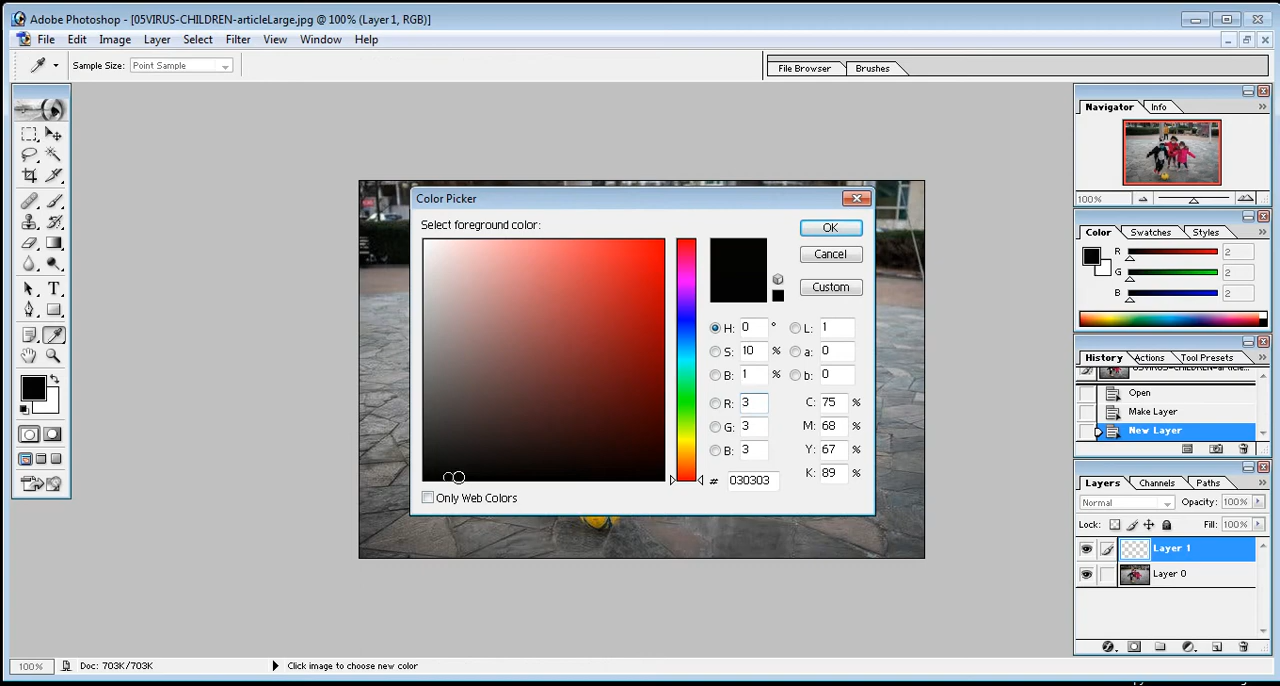 Adobe Photoshop - [05VIRUS-CHILDREN-articleLarge.jpg @ 100% (Layer 1, RGB)]
File Edit Image Layer Select Filter View Window Help
Sample Size: Point Sample
File Browser Brushes
Navigator Info
100%
Color Swatches Styles
R 2
G 2
B 2
History Actions Tool Presets
Open
Make Layer
New Layer
Layers Channels Paths
Normal Opacity: 100%
Lock: Fill: 100%
Layer 1
Layer 0
Color Picker
Select foreground color:
OK
Cancel
Custom
H: 0 ° L: 1
S: 10 % a: 0
B: 1 % b: 0
R: 3 C: 75 %
G: 3 M: 68 %
B: 3 Y: 67 %
# 030303 K: 89 %
Only Web Colors
100% Doc: 703K/703K Click image to choose new color